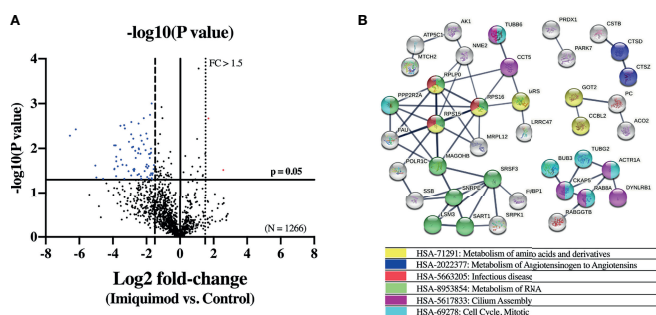 A
-log10(P value)
-log10(P value)
4
3
2
1
0
FC > 1.5
p = 0.05
(N = 1266)
-8 -6 -4 -2 0 2 4 6 8
Log2 fold-change
(Imiquimod vs. Control)
B
ATP5C1
AK1
TUBB6
PRDX1
CSTB
MTCH2
NME2
CCT5
PARK7
CTSD
CTSZ
RPLP0
PPP2R2A
RPS16
GOT2
PC
RPS15
FAU
MRPL12
LRRC47
CCBL2
ACO2
POLR1C
MAGOHB
SRSF3
BUB3
TUBG2
ACTR1A
SSB
SNRPE
CKAP5
RAB8A
DYNLRB1
LSM3
SART1
SRPK1
RABGGTB
HSA-71291: Metabolism of amino acids and derivatives
HSA-2022377: Metabolism of Angiotensinogen to Angiotensins
HSA-5663205: Infectious disease
HSA-8953854: Metabolism of RNA
HSA-5617833: Cilium Assembly
HSA-69278: Cell Cycle, Mitotic